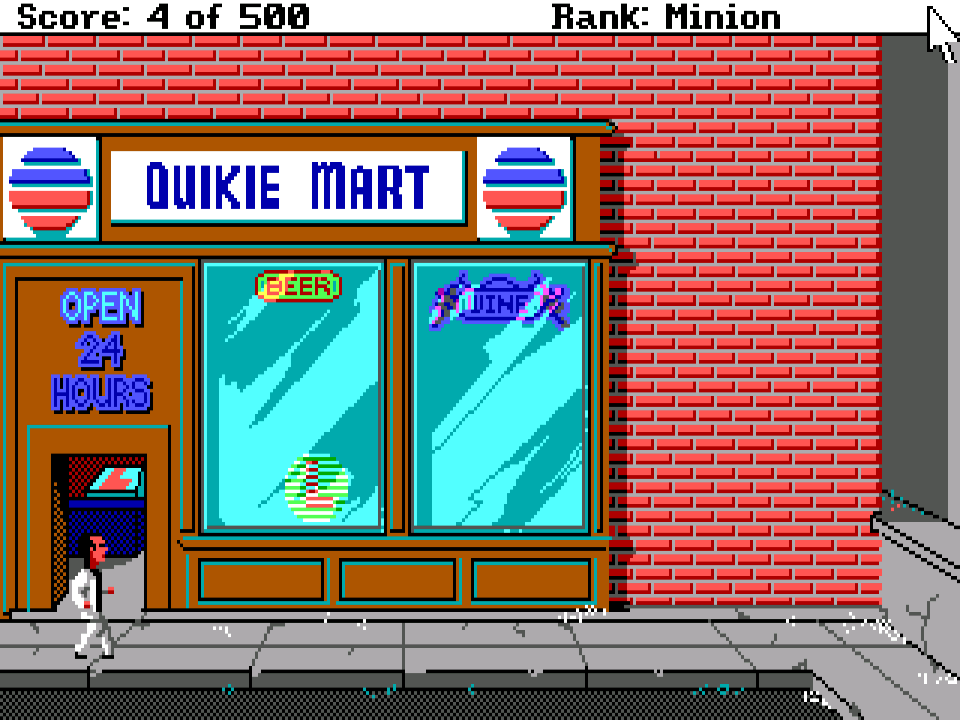 Score: 4 of 500 Rank: Minion
QUIKIE MART
BEER
WINE
OPEN
24
HOURS
L